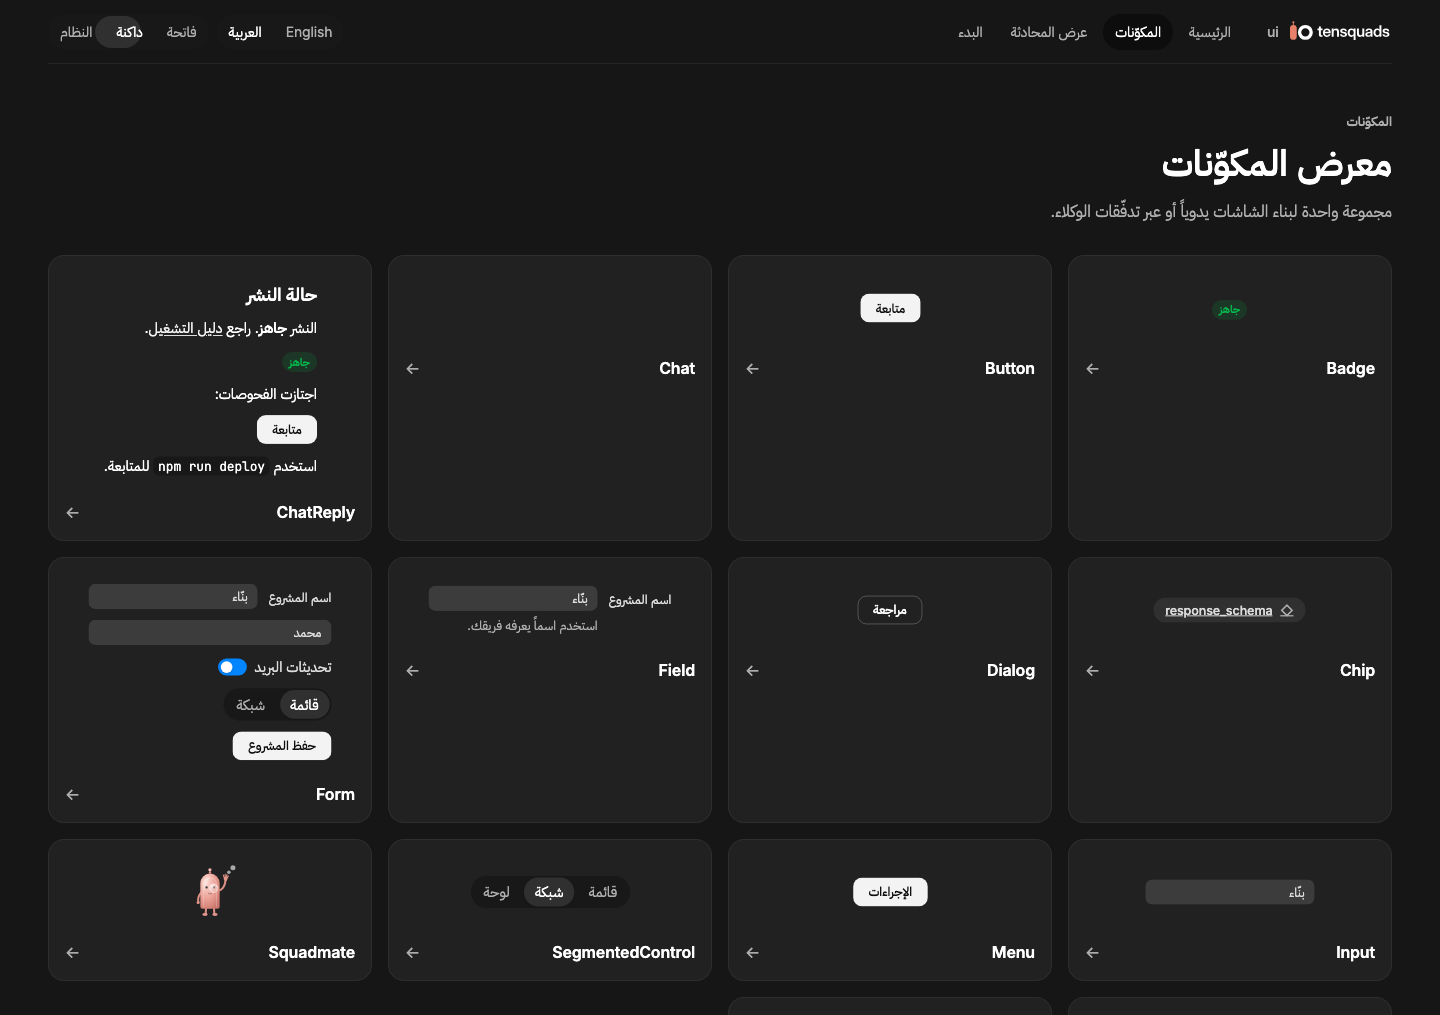 tensquads ui
الرئيسية
المكوّنات
عرض المحادثة
البدء
English
العربية
فاتحة
داكنة
النظام
المكوّنات
معرض المكوّنات
مجموعة واحدة لبناء الشاشات يدوياً أو عبر تدفّقات الوكلاء.
جاهز
Badge
متابعة
Button
Chat
حالة النشر
النشر جاهز. راجع دليل التشغيل.
جاهز
اجتازت الفحوصات:
متابعة
استخدم npm run deploy للمتابعة.
ChatReply
response_schema
Chip
مراجعة
Dialog
اسم المشروع
بنّاء
استخدم اسماً يعرفه فريقك.
Field
اسم المشروع
بنّاء
محمد
تحديثات البريد
قائمة
شبكة
حفظ المشروع
Form
بنّاء
Input
الإجراءات
Menu
قائمة
شبكة
لوحة
SegmentedControl
Squadmate